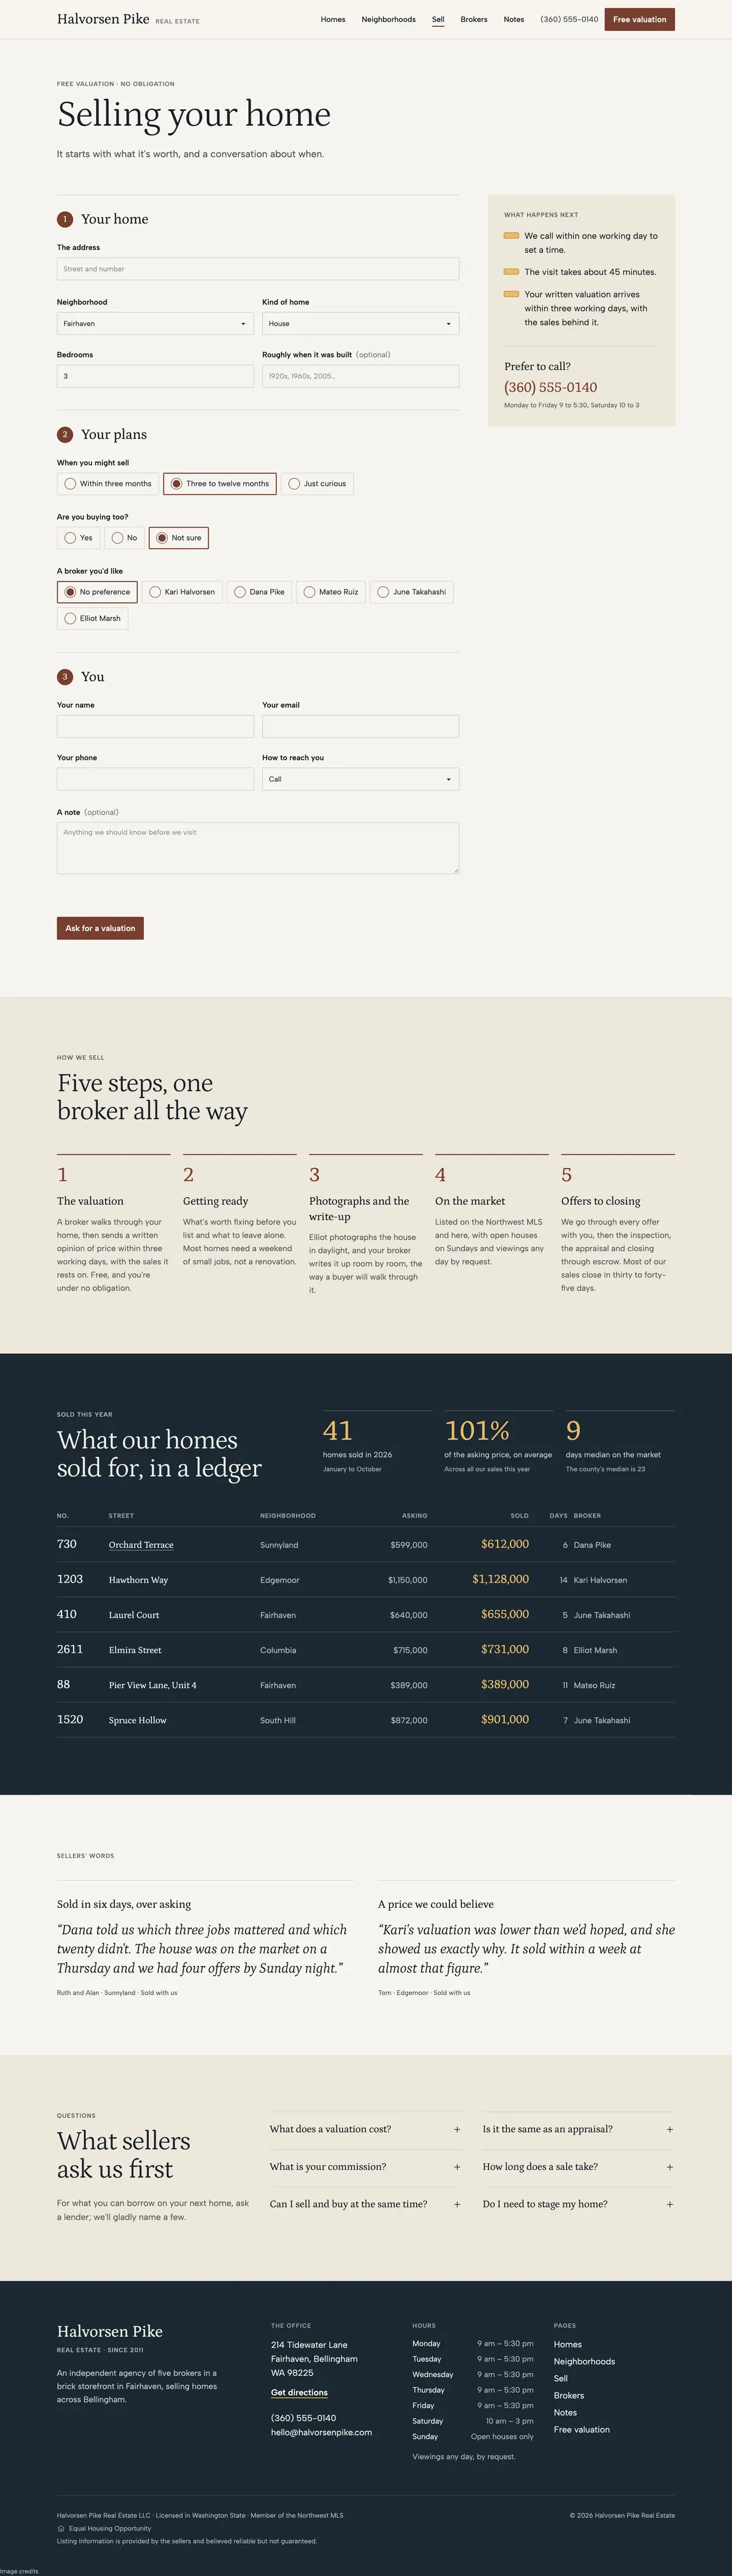 Halvorsen Pike REAL ESTATE
Homes Neighborhoods Sell Brokers Notes (360) 555-0140 Free valuation
FREE VALUATION · NO OBLIGATION
Selling your home
It starts with what it's worth, and a conversation about when.
1 Your home
The address
Street and number
Neighborhood Kind of home
Fairhaven House
Bedrooms Roughly when it was built (optional)
3 1920s, 1960s, 2005…
2 Your plans
When you might sell
Within three months Three to twelve months Just curious
Are you buying too?
Yes No Not sure
A broker you'd like
No preference Kari Halvorsen Dana Pike Mateo Ruiz June Takahashi
Elliot Marsh
3 You
Your name Your email
Your phone How to reach you
Call
A note (optional)
Anything we should know before we visit
Ask for a valuation
WHAT HAPPENS NEXT
We call within one working day to
set a time.
The visit takes about 45 minutes.
Your written valuation arrives
within three working days, with
the sales behind it.
Prefer to call?
(360) 555-0140
Monday to Friday 9 to 5:30, Saturday 10 to 3
HOW WE SELL
Five steps, one
broker all the way
1
The valuation
A broker walks through your
home, then sends a written
opinion of price within three
working days, with the sales it
rests on. Free, and you're
under no obligation.
2
Getting ready
What's worth fixing before you
list and what to leave alone.
Most homes need a weekend
of small jobs, not a renovation.
3
Photographs and the
write-up
Elliot photographs the house
in daylight, and your broker
writes it up room by room, the
way a buyer will walk through
it.
4
On the market
Listed on the Northwest MLS
and here, with open houses
on Sundays and viewings any
day by request.
5
Offers to closing
We go through every offer
with you, then the inspection,
the appraisal and closing
through escrow. Most of our
sales close in thirty to forty-
five days.
SOLD THIS YEAR
What our homes
sold for, in a ledger
41
homes sold in 2026
January to October
101%
of the asking price, on average
Across all our sales this year
9
days median on the market
The county's median is 23
NO. STREET NEIGHBORHOOD ASKING SOLD DAYS BROKER
730 Orchard Terrace Sunnyland $599,000 $612,000 6 Dana Pike
1203 Hawthorn Way Edgemoor $1,150,000 $1,128,000 14 Kari Halvorsen
410 Laurel Court Fairhaven $640,000 $655,000 5 June Takahashi
2611 Elmira Street Columbia $715,000 $731,000 8 Elliot Marsh
88 Pier View Lane, Unit 4 Fairhaven $389,000 $389,000 11 Mateo Ruiz
1520 Spruce Hollow South Hill $872,000 $901,000 7 June Takahashi
SELLERS' WORDS
Sold in six days, over asking
“Dana told us which three jobs mattered and which
twenty didn't. The house was on the market on a
Thursday and we had four offers by Sunday night.”
Ruth and Alan · Sunnyland · Sold with us
A price we could believe
“Kari's valuation was lower than we'd hoped, and she
showed us exactly why. It sold within a week at
almost that figure.”
Tom · Edgemoor · Sold with us
QUESTIONS
What sellers
ask us first
For what you can borrow on your next home, ask
a lender; we'll gladly name a few.
What does a valuation cost? + Is it the same as an appraisal? +
What is your commission? + How long does a sale take? +
Can I sell and buy at the same time? + Do I need to stage my home? +
Halvorsen Pike
REAL ESTATE · SINCE 2011
An independent agency of five brokers in a
brick storefront in Fairhaven, selling homes
across Bellingham.
THE OFFICE
214 Tidewater Lane
Fairhaven, Bellingham
WA 98225
Get directions
(360) 555-0140
hello@halvorsenpike.com
HOURS
Monday 9 am – 5:30 pm
Tuesday 9 am – 5:30 pm
Wednesday 9 am – 5:30 pm
Thursday 9 am – 5:30 pm
Friday 9 am – 5:30 pm
Saturday 10 am – 3 pm
Sunday Open houses only
Viewings any day, by request.
PAGES
Homes
Neighborhoods
Sell
Brokers
Notes
Free valuation
Halvorsen Pike Real Estate LLC · Licensed in Washington State · Member of the Northwest MLS © 2026 Halvorsen Pike Real Estate
Equal Housing Opportunity
Listing information is provided by the sellers and believed reliable but not guaranteed.
Image credits